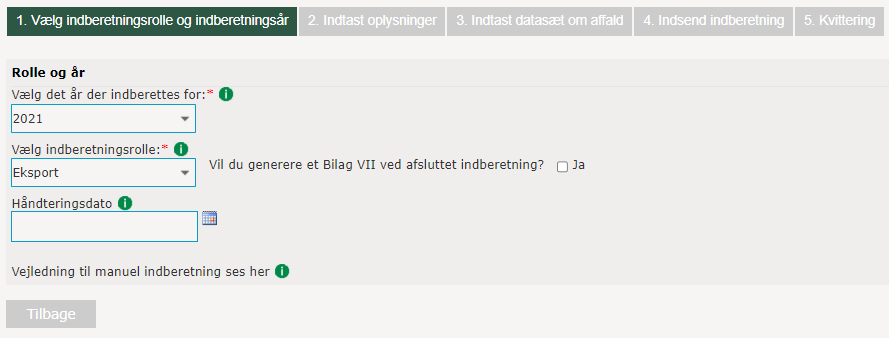 1. Vælg indberetningsrolle og indberetningsår 2. Indtast oplysninger 3. Indtast datasæt om affald 4. Indsend indberetning 5. Kvittering
Rolle og år
Vælg det år der indberettes for:*
2021
Vælg indberetningsrolle:*
Eksport
Vil du generere et Bilag VII ved afsluttet indberetning? Ja
Håndteringsdato
Vejledning til manuel indberetning ses her
Tilbage